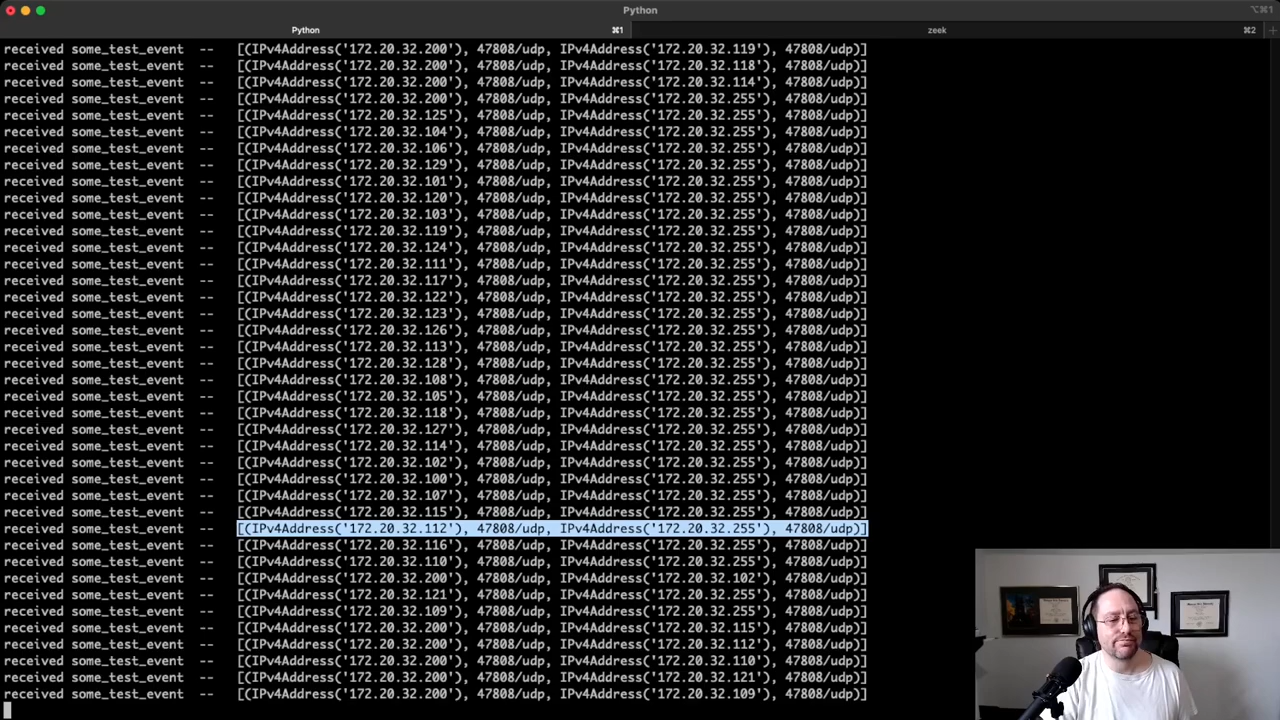 Python
⌥⌘1
Python ⌘1 zeek ⌘2 +
received some_test_event -- [(IPv4Address('172.20.32.200'), 47808/udp, IPv4Address('172.20.32.119'), 47808/udp)]
received some_test_event -- [(IPv4Address('172.20.32.200'), 47808/udp, IPv4Address('172.20.32.118'), 47808/udp)]
received some_test_event -- [(IPv4Address('172.20.32.200'), 47808/udp, IPv4Address('172.20.32.114'), 47808/udp)]
received some_test_event -- [(IPv4Address('172.20.32.200'), 47808/udp, IPv4Address('172.20.32.255'), 47808/udp)]
received some_test_event -- [(IPv4Address('172.20.32.125'), 47808/udp, IPv4Address('172.20.32.255'), 47808/udp)]
received some_test_event -- [(IPv4Address('172.20.32.104'), 47808/udp, IPv4Address('172.20.32.255'), 47808/udp)]
received some_test_event -- [(IPv4Address('172.20.32.106'), 47808/udp, IPv4Address('172.20.32.255'), 47808/udp)]
received some_test_event -- [(IPv4Address('172.20.32.129'), 47808/udp, IPv4Address('172.20.32.255'), 47808/udp)]
received some_test_event -- [(IPv4Address('172.20.32.101'), 47808/udp, IPv4Address('172.20.32.255'), 47808/udp)]
received some_test_event -- [(IPv4Address('172.20.32.120'), 47808/udp, IPv4Address('172.20.32.255'), 47808/udp)]
received some_test_event -- [(IPv4Address('172.20.32.103'), 47808/udp, IPv4Address('172.20.32.255'), 47808/udp)]
received some_test_event -- [(IPv4Address('172.20.32.119'), 47808/udp, IPv4Address('172.20.32.255'), 47808/udp)]
received some_test_event -- [(IPv4Address('172.20.32.124'), 47808/udp, IPv4Address('172.20.32.255'), 47808/udp)]
received some_test_event -- [(IPv4Address('172.20.32.111'), 47808/udp, IPv4Address('172.20.32.255'), 47808/udp)]
received some_test_event -- [(IPv4Address('172.20.32.117'), 47808/udp, IPv4Address('172.20.32.255'), 47808/udp)]
received some_test_event -- [(IPv4Address('172.20.32.122'), 47808/udp, IPv4Address('172.20.32.255'), 47808/udp)]
received some_test_event -- [(IPv4Address('172.20.32.123'), 47808/udp, IPv4Address('172.20.32.255'), 47808/udp)]
received some_test_event -- [(IPv4Address('172.20.32.126'), 47808/udp, IPv4Address('172.20.32.255'), 47808/udp)]
received some_test_event -- [(IPv4Address('172.20.32.113'), 47808/udp, IPv4Address('172.20.32.255'), 47808/udp)]
received some_test_event -- [(IPv4Address('172.20.32.128'), 47808/udp, IPv4Address('172.20.32.255'), 47808/udp)]
received some_test_event -- [(IPv4Address('172.20.32.108'), 47808/udp, IPv4Address('172.20.32.255'), 47808/udp)]
received some_test_event -- [(IPv4Address('172.20.32.105'), 47808/udp, IPv4Address('172.20.32.255'), 47808/udp)]
received some_test_event -- [(IPv4Address('172.20.32.118'), 47808/udp, IPv4Address('172.20.32.255'), 47808/udp)]
received some_test_event -- [(IPv4Address('172.20.32.127'), 47808/udp, IPv4Address('172.20.32.255'), 47808/udp)]
received some_test_event -- [(IPv4Address('172.20.32.114'), 47808/udp, IPv4Address('172.20.32.255'), 47808/udp)]
received some_test_event -- [(IPv4Address('172.20.32.102'), 47808/udp, IPv4Address('172.20.32.255'), 47808/udp)]
received some_test_event -- [(IPv4Address('172.20.32.100'), 47808/udp, IPv4Address('172.20.32.255'), 47808/udp)]
received some_test_event -- [(IPv4Address('172.20.32.107'), 47808/udp, IPv4Address('172.20.32.255'), 47808/udp)]
received some_test_event -- [(IPv4Address('172.20.32.115'), 47808/udp, IPv4Address('172.20.32.255'), 47808/udp)]
received some_test_event -- [(IPv4Address('172.20.32.112'), 47808/udp, IPv4Address('172.20.32.255'), 47808/udp)]
received some_test_event -- [(IPv4Address('172.20.32.116'), 47808/udp, IPv4Address('172.20.32.255'), 47808/udp)]
received some_test_event -- [(IPv4Address('172.20.32.110'), 47808/udp, IPv4Address('172.20.32.255'), 47808/udp)]
received some_test_event -- [(IPv4Address('172.20.32.200'), 47808/udp, IPv4Address('172.20.32.102'), 47808/udp)]
received some_test_event -- [(IPv4Address('172.20.32.121'), 47808/udp, IPv4Address('172.20.32.255'), 47808/udp)]
received some_test_event -- [(IPv4Address('172.20.32.109'), 47808/udp, IPv4Address('172.20.32.255'), 47808/udp)]
received some_test_event -- [(IPv4Address('172.20.32.200'), 47808/udp, IPv4Address('172.20.32.115'), 47808/udp)]
received some_test_event -- [(IPv4Address('172.20.32.200'), 47808/udp, IPv4Address('172.20.32.112'), 47808/udp)]
received some_test_event -- [(IPv4Address('172.20.32.200'), 47808/udp, IPv4Address('172.20.32.110'), 47808/udp)]
received some_test_event -- [(IPv4Address('172.20.32.200'), 47808/udp, IPv4Address('172.20.32.121'), 47808/udp)]
received some_test_event -- [(IPv4Address('172.20.32.200'), 47808/udp, IPv4Address('172.20.32.109'), 47808/udp)]